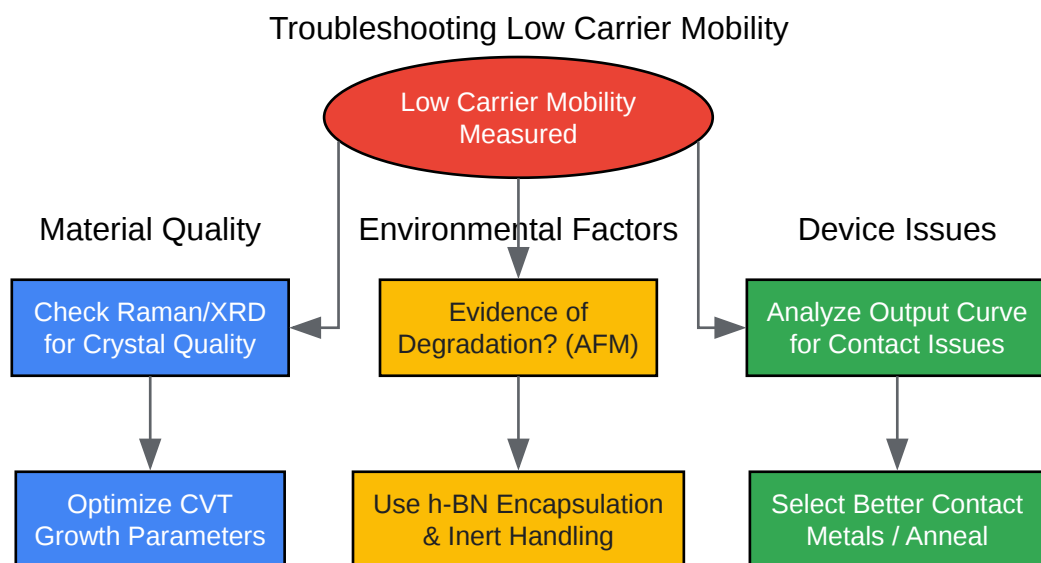 Troubleshooting Low Carrier Mobility
Low Carrier Mobility
Measured
Material Quality
Environmental Factors
Device Issues
Check Raman/XRD
for Crystal Quality
Evidence of
Degradation? (AFM)
Analyze Output Curve
for Contact Issues
Optimize CVT
Growth Parameters
Use h-BN Encapsulation
& Inert Handling
Select Better Contact
Metals / Anneal